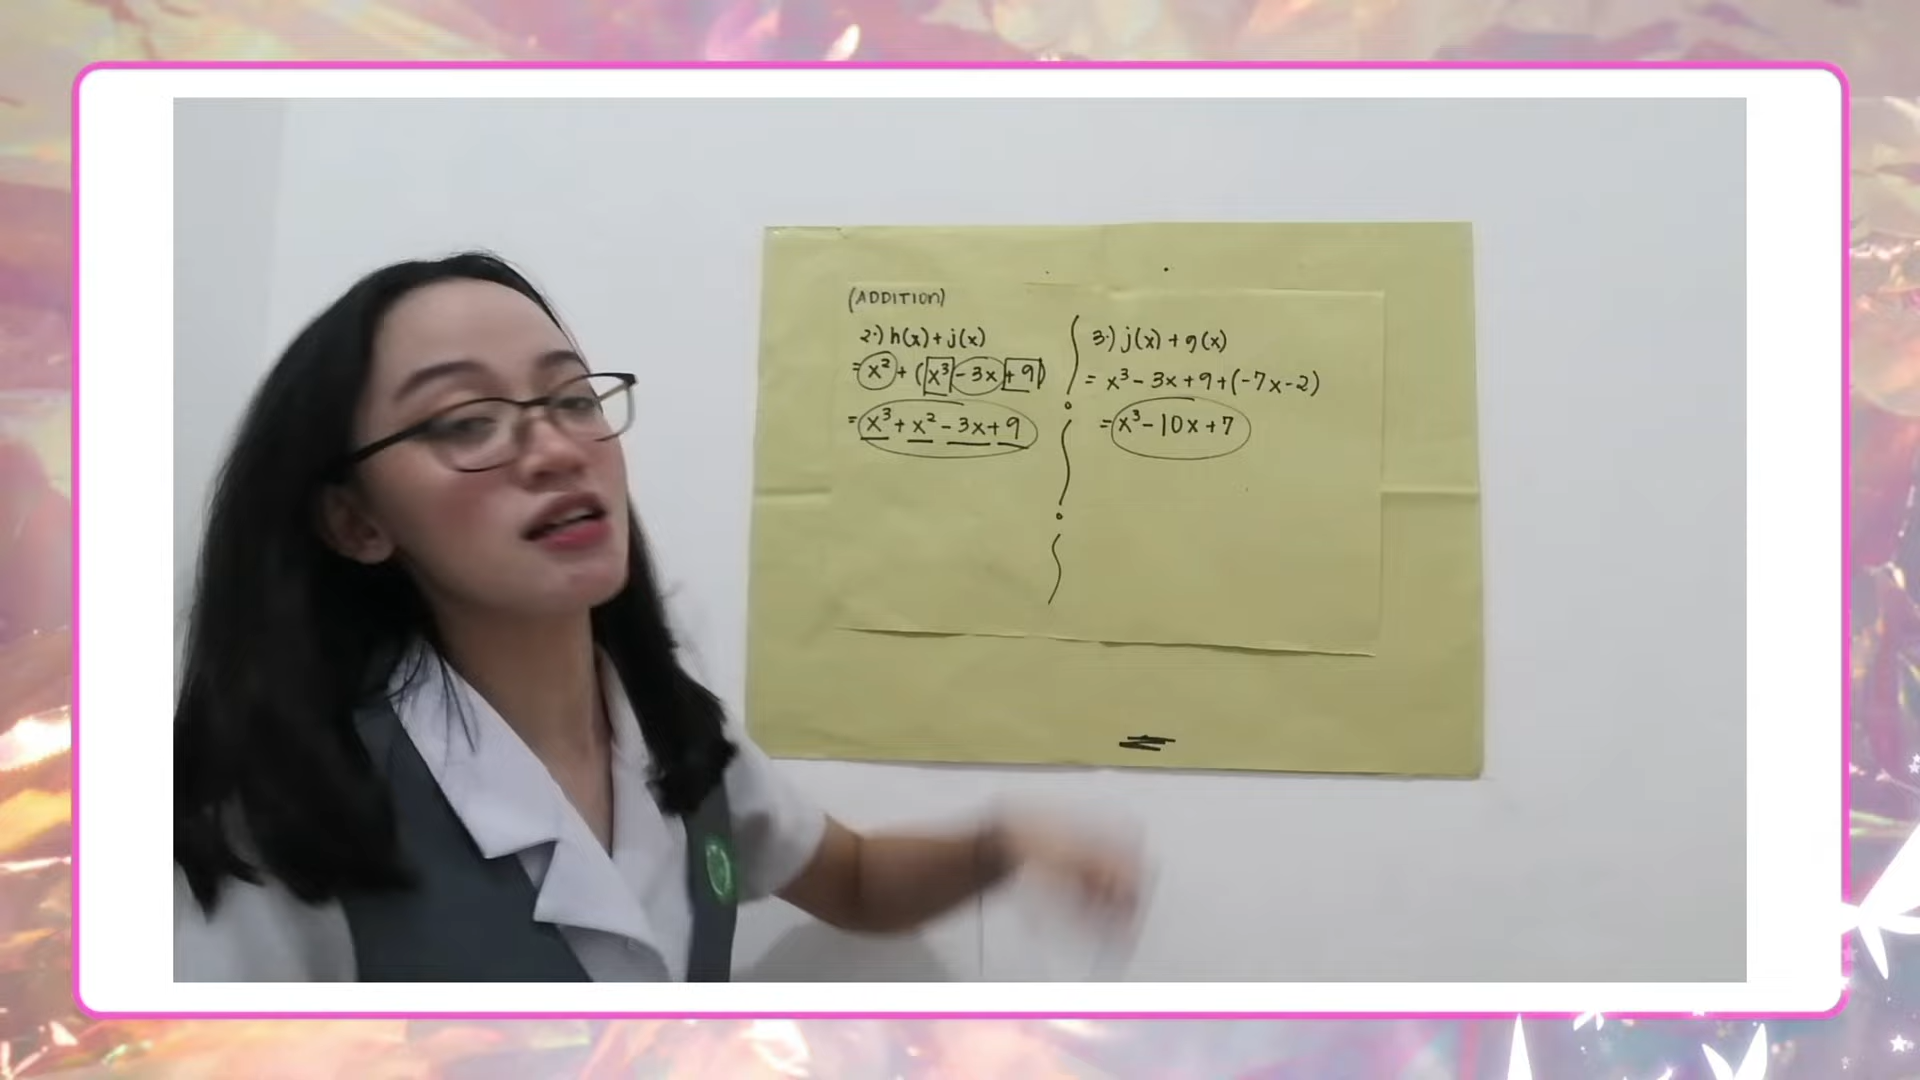 (ADDITION)
2.) h(x) + j(x)
= x² + (x³ - 3x + 9)
= x³ + x² - 3x + 9
3.) j(x) + g(x)
= x³ - 3x + 9 + (-7x - 2)
= x³ - 10x + 7